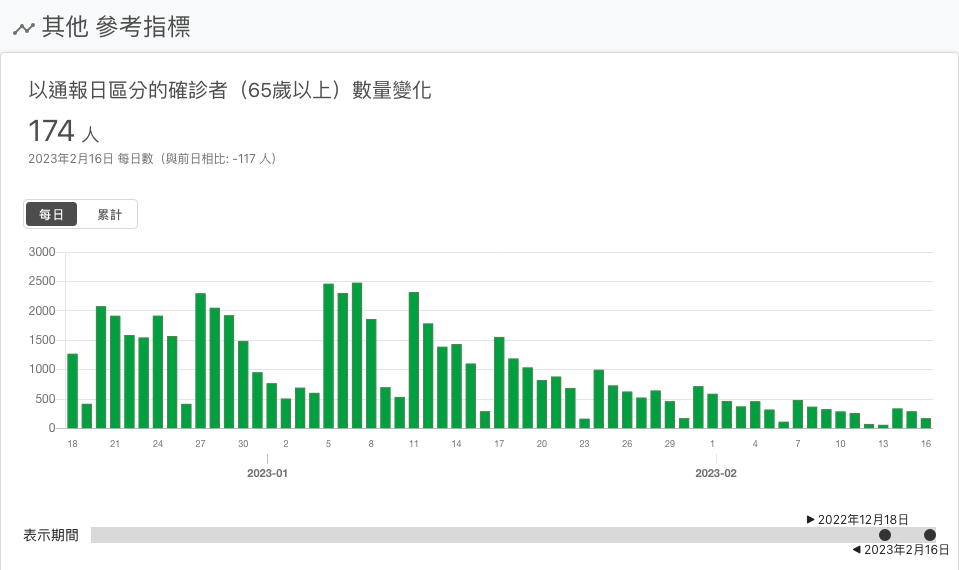 其他 參考指標
以通報日區分的確診者（65歲以上）數量變化
174 人
2023年2月16日 每日數（與前日相比: -117 人）
每日 累計
3000
2500
2000
1500
1000
500
0
18 21 24 27 30 2 5 8 11 14 17 20 23 26 29 1 4 7 10 13 16
2023-01 2023-02
▶ 2022年12月18日
表示期間
◀ 2023年2月16日